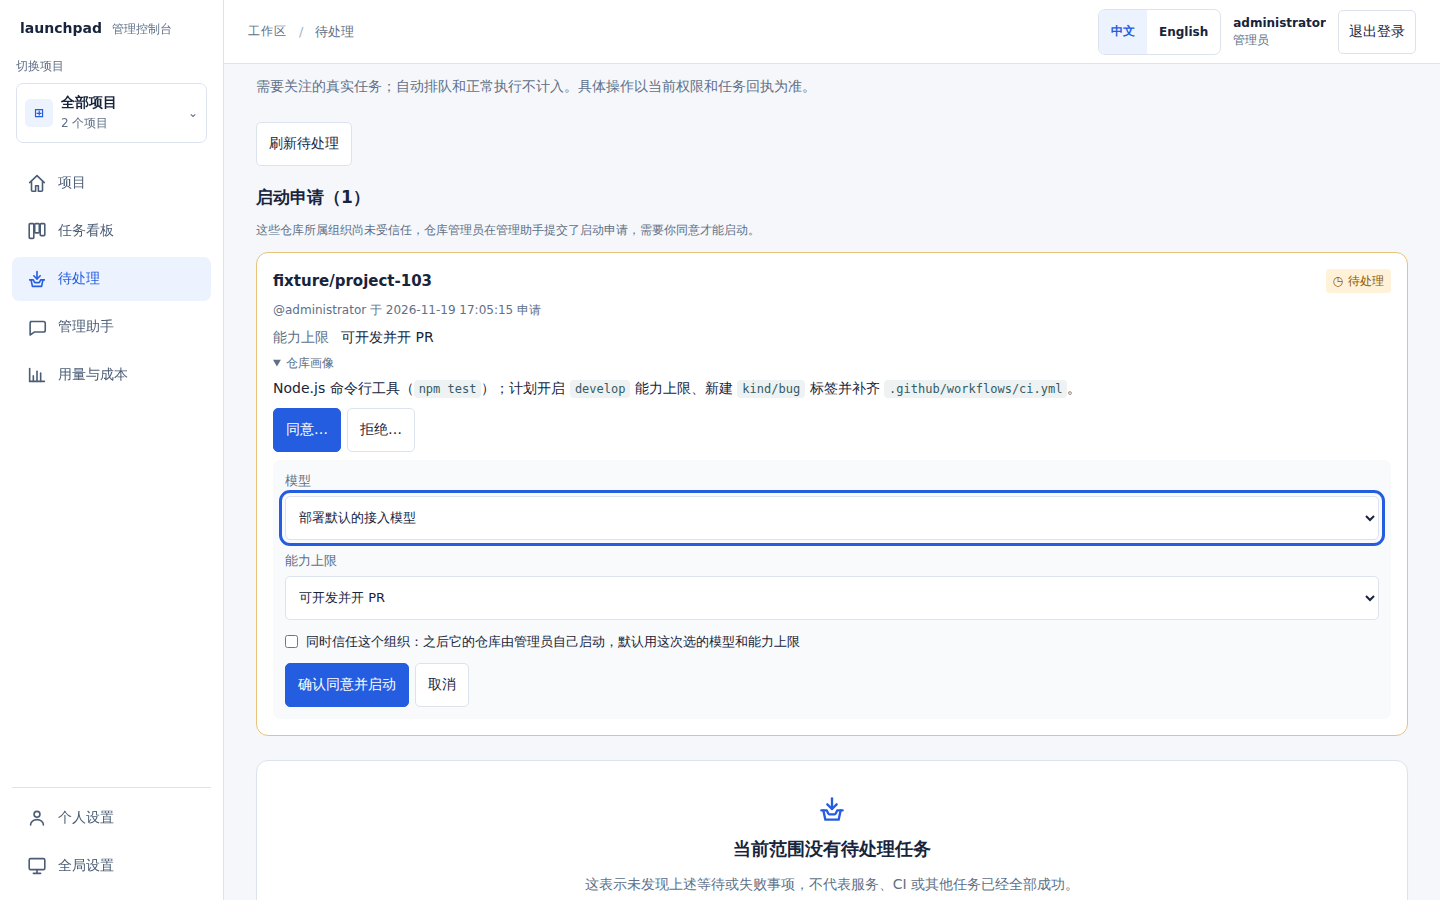 launchpad 管理控制台
切换项目
全部项目
2 个项目
项目
任务看板
待处理
管理助手
用量与成本
个人设置
全局设置
工作区 / 待处理
中文 English
administrator
管理员
退出登录
需要关注的真实任务；自动排队和正常执行不计入。具体操作以当前权限和任务回执为准。
刷新待处理
启动申请（1）
这些仓库所属组织尚未受信任，仓库管理员在管理助手提交了启动申请，需要你同意才能启动。
fixture/project-103
待处理
@administrator 于 2026-11-19 17:05:15 申请
能力上限 可开发并开 PR
仓库画像
Node.js 命令行工具（npm test）；计划开启 develop 能力上限、新建 kind/bug 标签并补齐 .github/workflows/ci.yml。
同意… 拒绝…
模型
部署默认的接入模型
能力上限
可开发并开 PR
同时信任这个组织：之后它的仓库由管理员自己启动，默认用这次选的模型和能力上限
确认同意并启动 取消
当前范围没有待处理任务
这表示未发现上述等待或失败事项，不代表服务、CI 或其他任务已经全部成功。